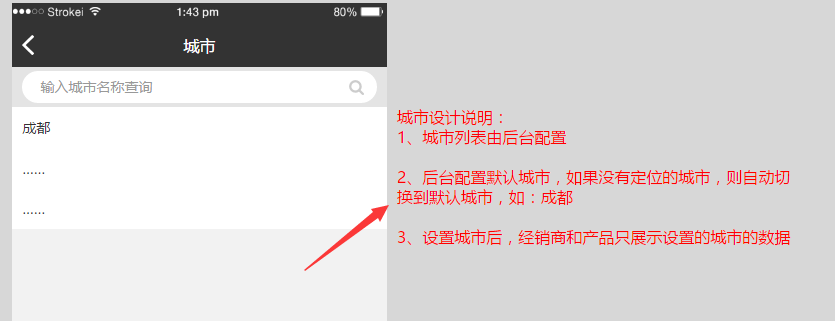 Strokei 1:43 pm 80%
城市
输入城市名称查询
成都
......
......
城市设计说明：
1、城市列表由后台配置
2、后台配置默认城市，如果没有定位的城市，则自动切
换到默认城市，如：成都
3、设置城市后，经销商和产品只展示设置的城市的数据